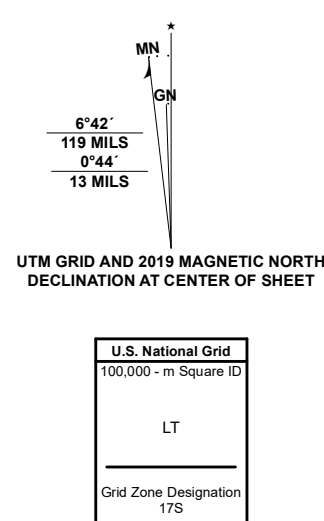 ★
MN
GN
6°42´
119 MILS
0°44´
13 MILS
UTM GRID AND 2019 MAGNETIC NORTH
DECLINATION AT CENTER OF SHEET
U.S. National Grid
100,000 - m Square ID
LT
Grid Zone Designation
17S